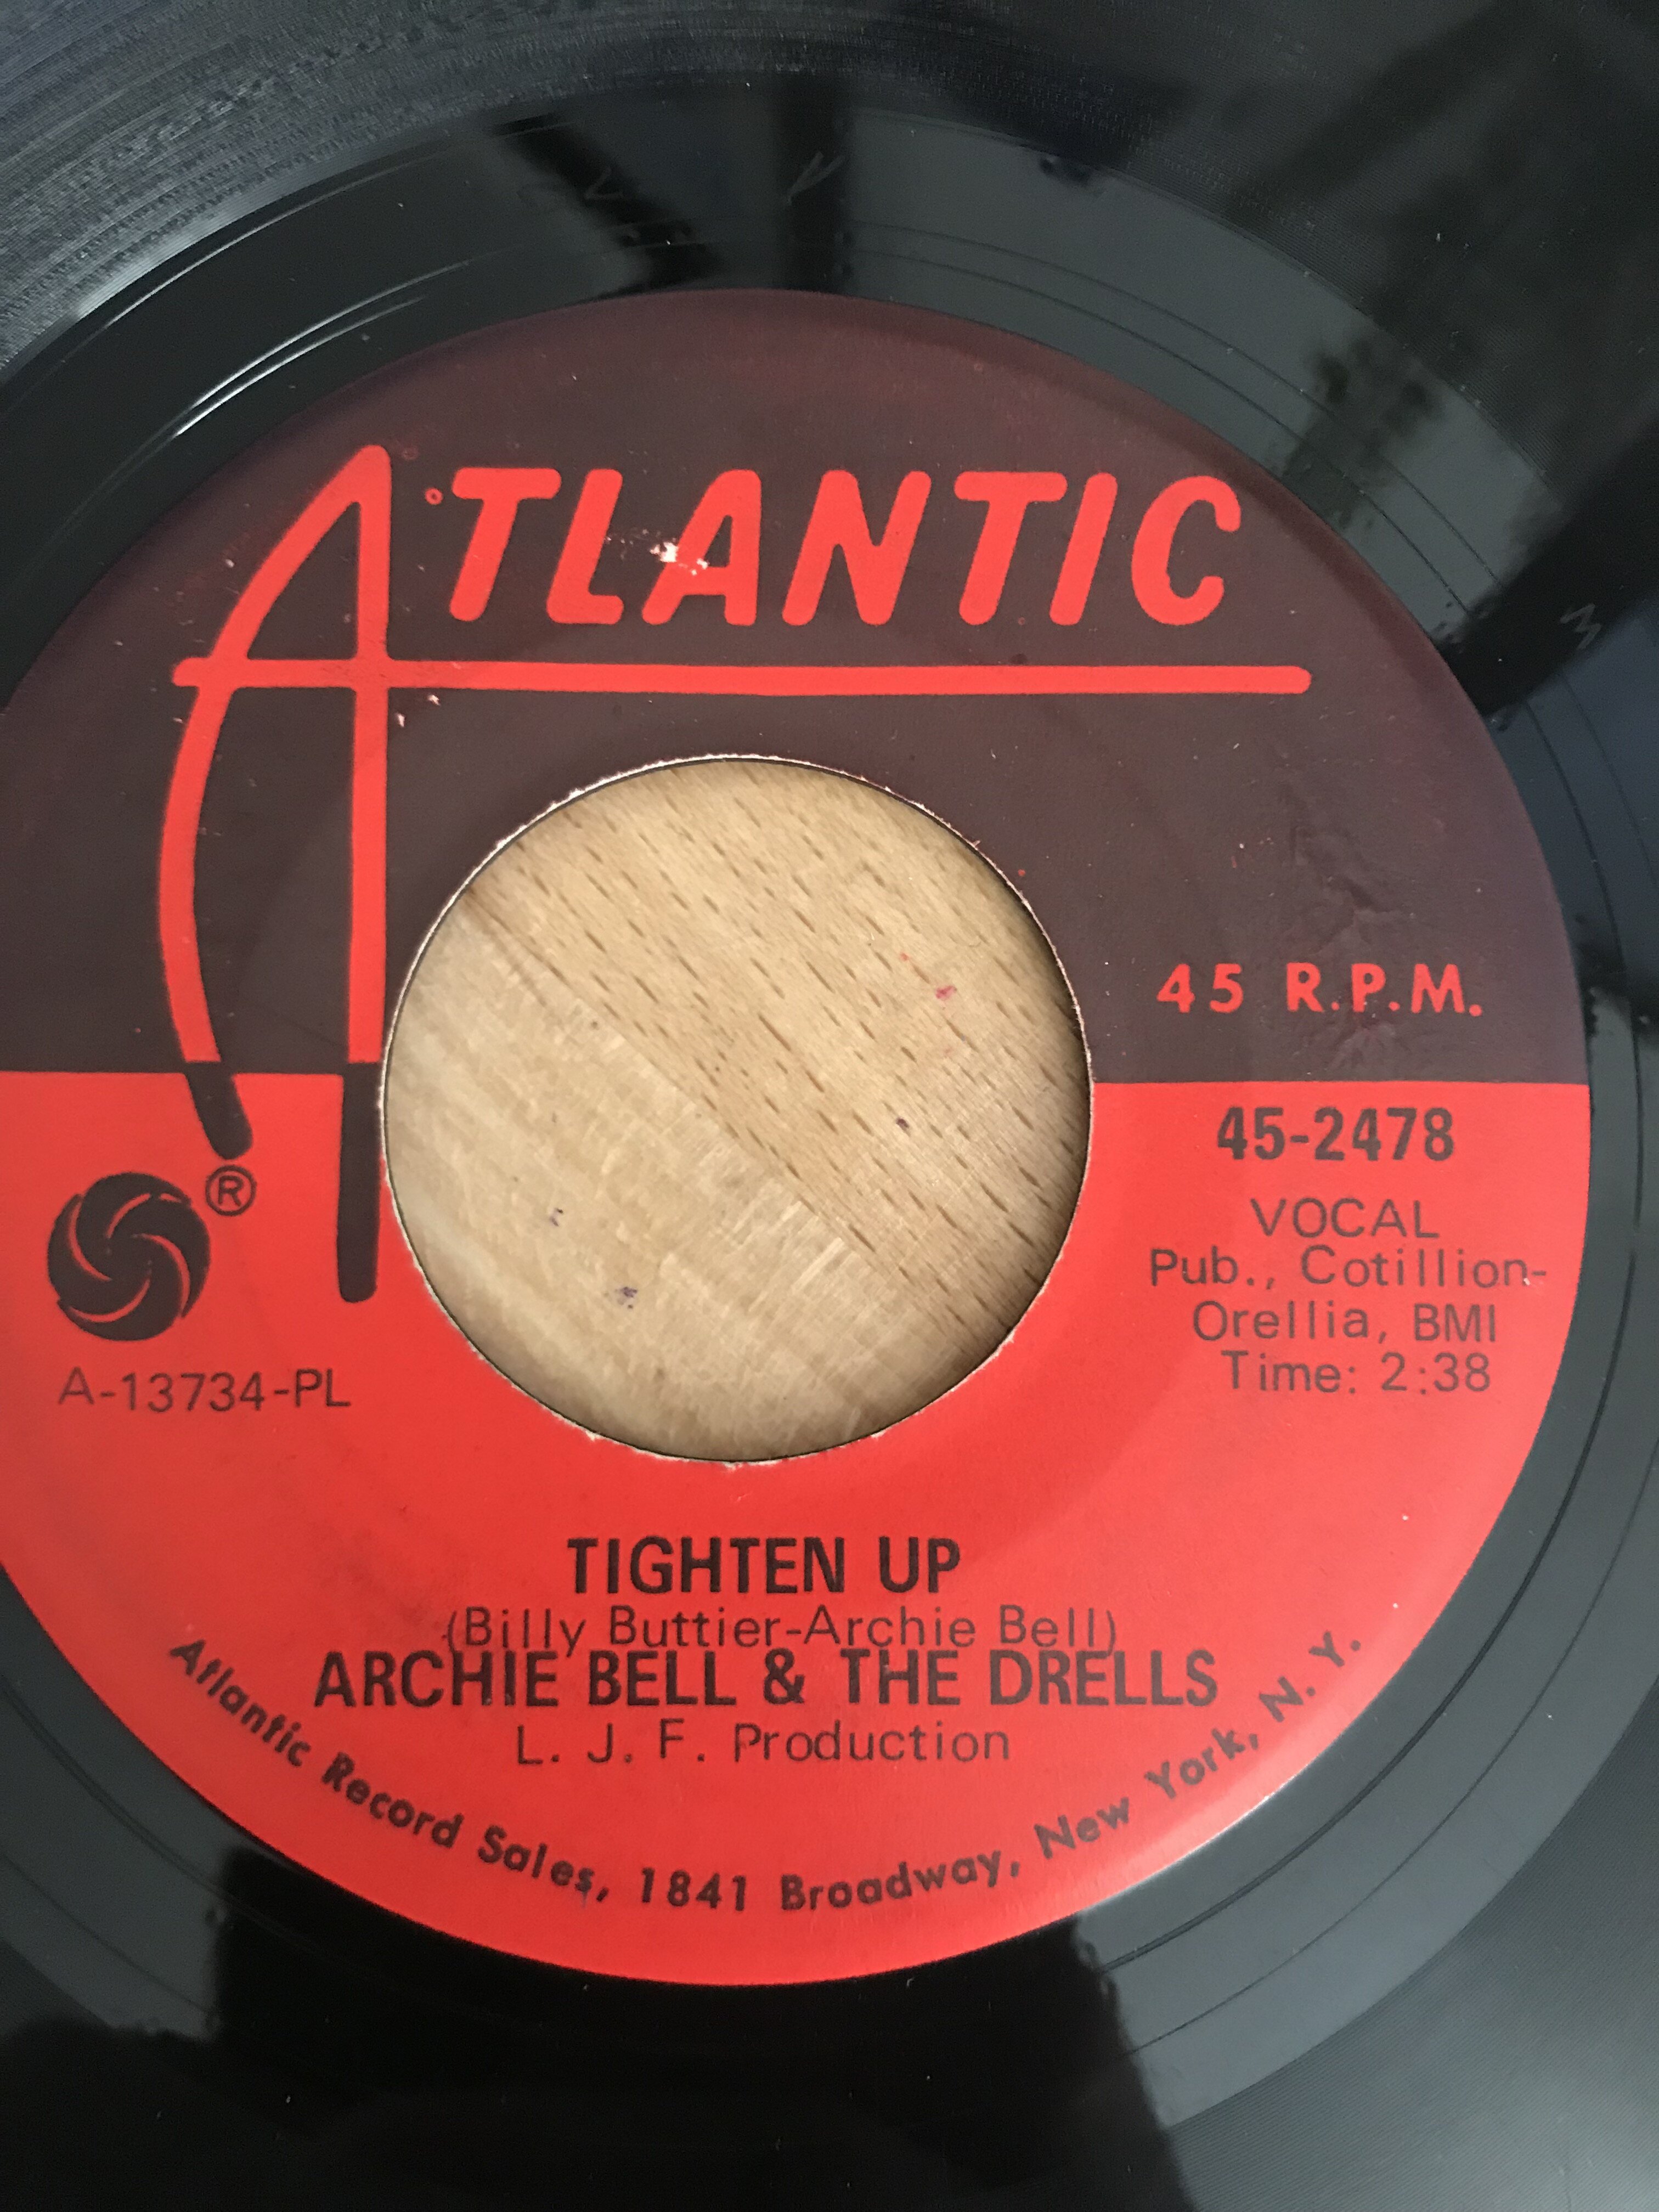 ATLANTIC
45 R.P.M.
45-2478
VOCAL
Pub., Cotillion-
Orellia, BMI
Time: 2:38
®
A-13734-PL
TIGHTEN UP
(Billy Buttier-Archie Bell)
ARCHIE BELL & THE DRELLS
L. J. F. Production
Atlantic Record Sales, 1841 Broadway, New York, N. Y.